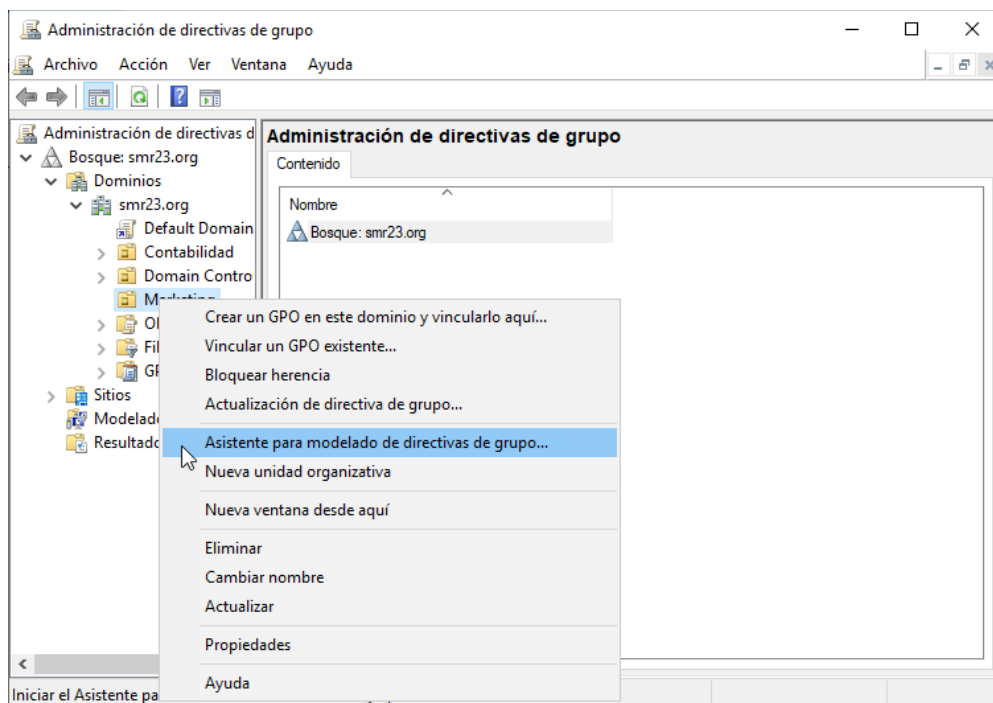 Administración de directivas de grupo
Archivo Acción Ver Ventana Ayuda
Administración de directivas d
Bosque: smr23.org
Dominios
smr23.org
Default Domain
Contabilidad
Domain Contro
Marketing
Sitios
Administración de directivas de grupo
Contenido
Nombre
Bosque: smr23.org
Crear un GPO en este dominio y vincularlo aquí...
Vincular un GPO existente...
Bloquear herencia
Actualización de directiva de grupo...
Asistente para modelado de directivas de grupo...
Nueva unidad organizativa
Nueva ventana desde aquí
Eliminar
Cambiar nombre
Actualizar
Propiedades
Ayuda
Iniciar el Asistente pa